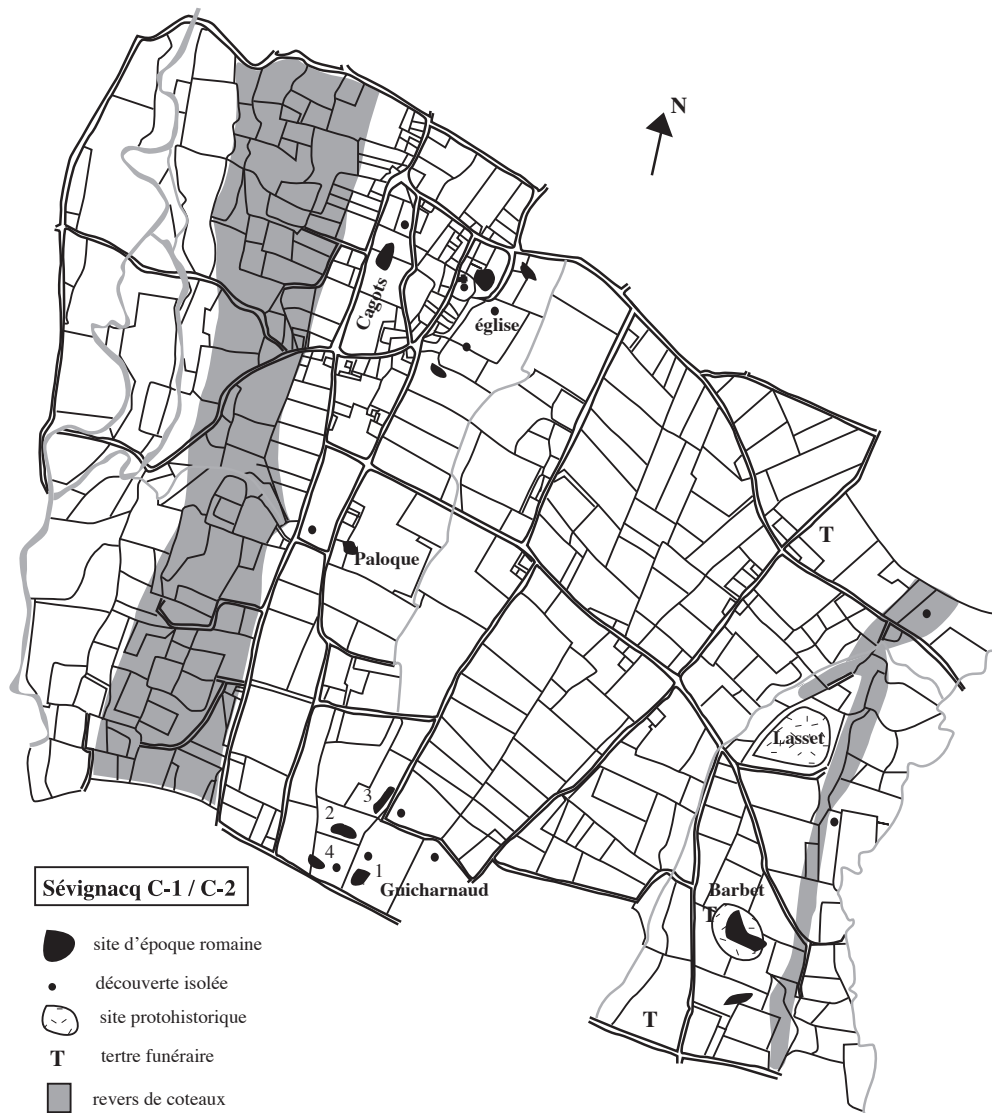 N
Cagots
église
T
Paloque
Lasset
3
2
4
1
Guicharnaud
Barbet
T
T
Sévignacq C-1 / C-2
site d'époque romaine
découverte isolée
site protohistorique
T tertre funéraire
revers de coteaux